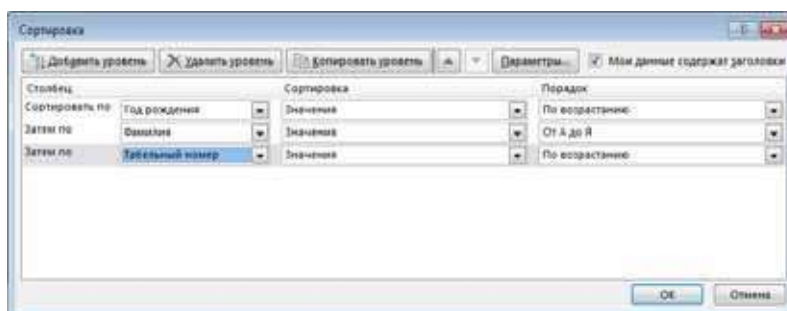 Сортировка
Добавить уровень Удалить уровень Копировать уровень Параметры... Мои данные содержат заголовки
Столбец Сортировка Порядок
Сортировать по Год рождения Значения По возрастанию
Затем по Фамилия Значения От А до Я
Затем по Табельный номер Значения По возрастанию
ОК Отмена